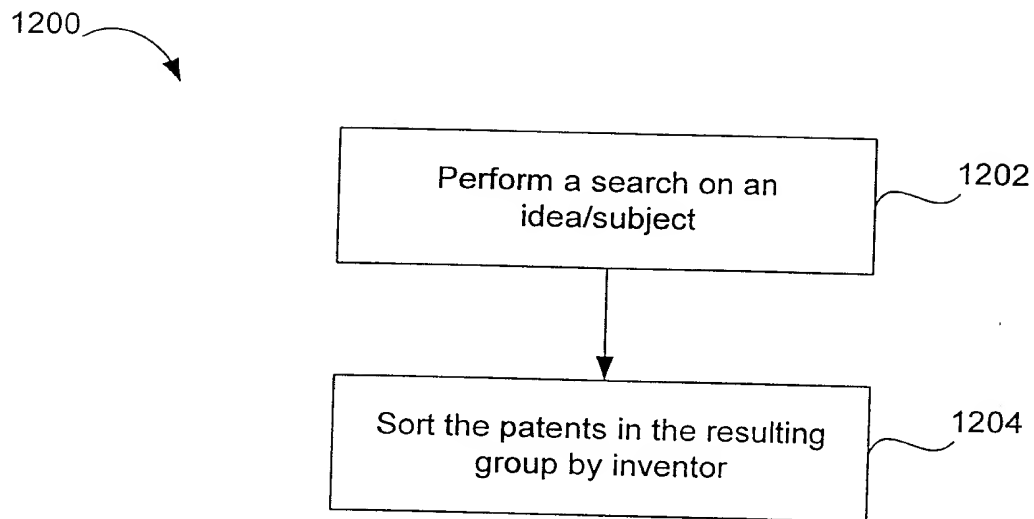 1200
Perform a search on an
idea/subject
1202
Sort the patents in the resulting
group by inventor
1204